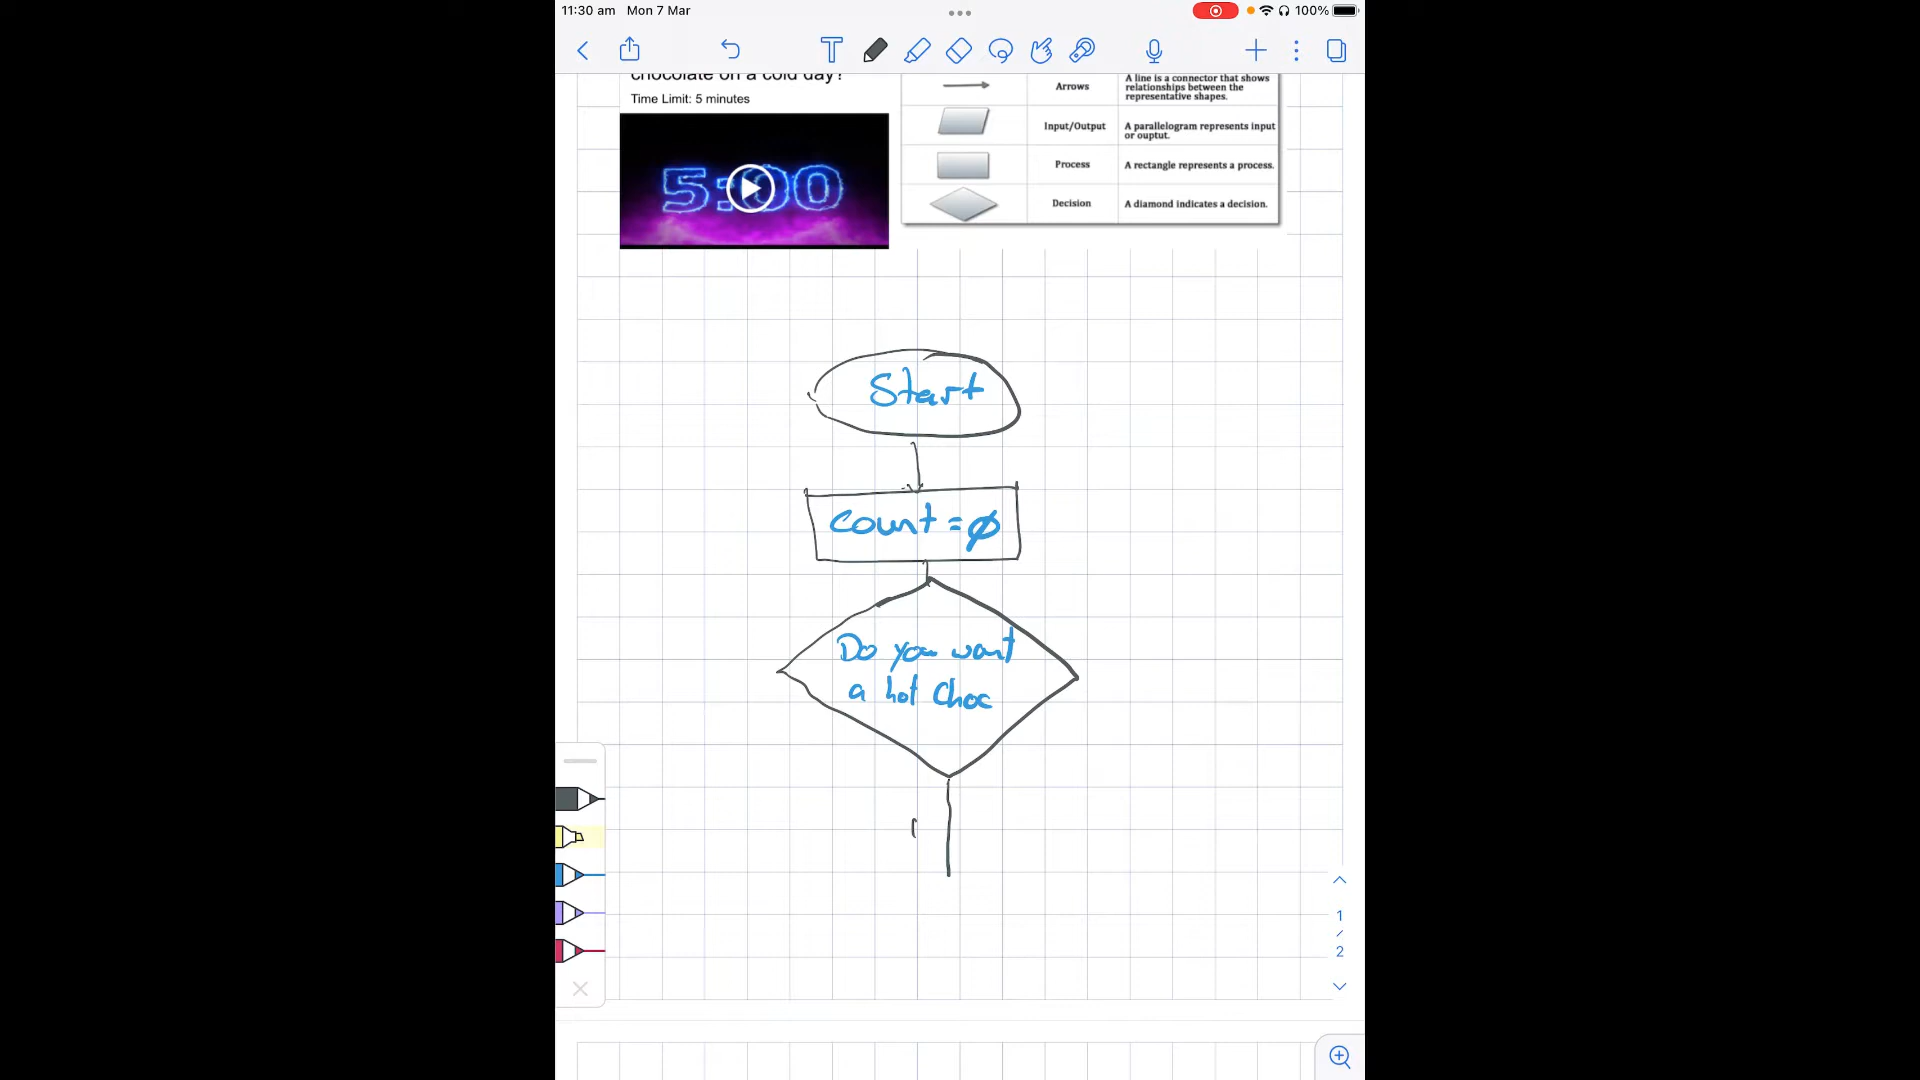 11:30 am Mon 7 Mar
100%
chocolate on a cold day?
Time Limit: 5 minutes
5:00
Arrows
A line is a connector that shows
relationships between the
representative shapes.
Input/Output
A parallelogram represents input
or ouptut.
Process
A rectangle represents a process.
Decision
A diamond indicates a decision.
Start
count = ø
Do you want
a hot Choc
1
/
2